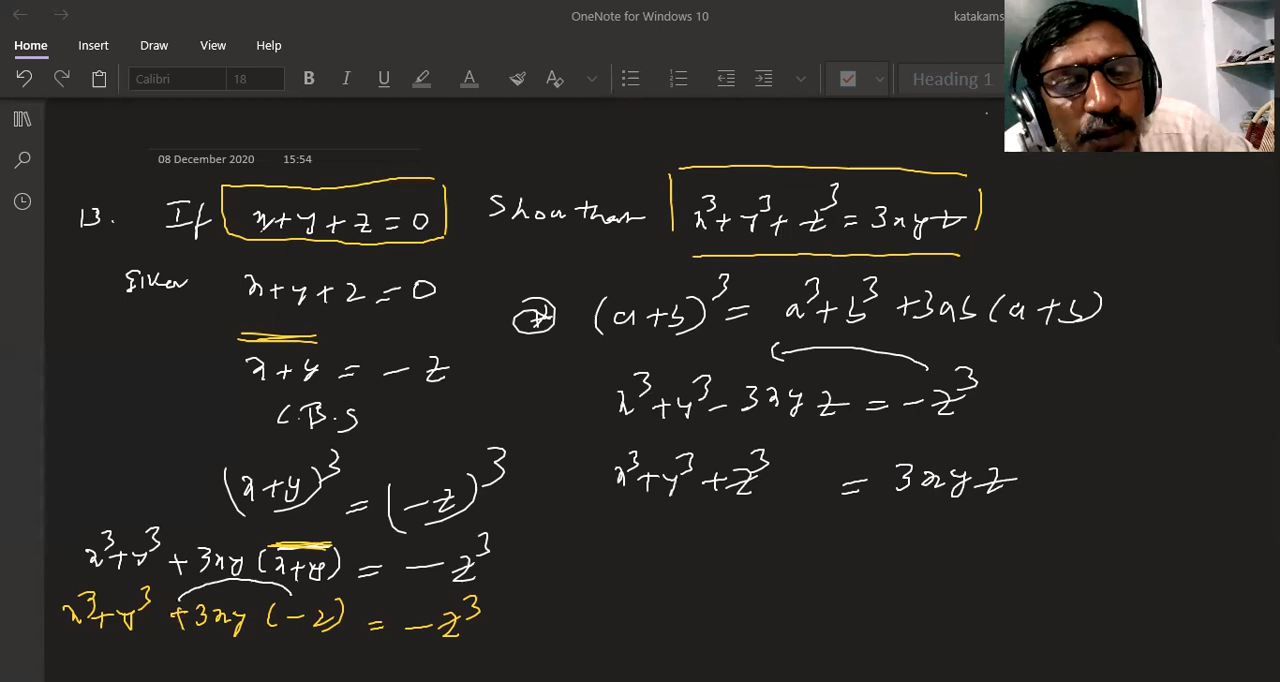 OneNote for Windows 10
katakams
Home Insert Draw View Help
Calibri 18 B I U A Heading 1
08 December 2020 15:54
13. If x+y+z=0 Show that x³+y³+z³=3xyz
Given x+y+z=0
(a+b)³= a³+b³+3ab(a+b)
x+y = -z
C.B.S
x³+y³-3xyz = -z³
(x+y)³ = (-z)³
x³+y³+z³ = 3xyz
x³+y³+3xy(x+y) = -z³
x³+y³+3xy(-z) = -z³